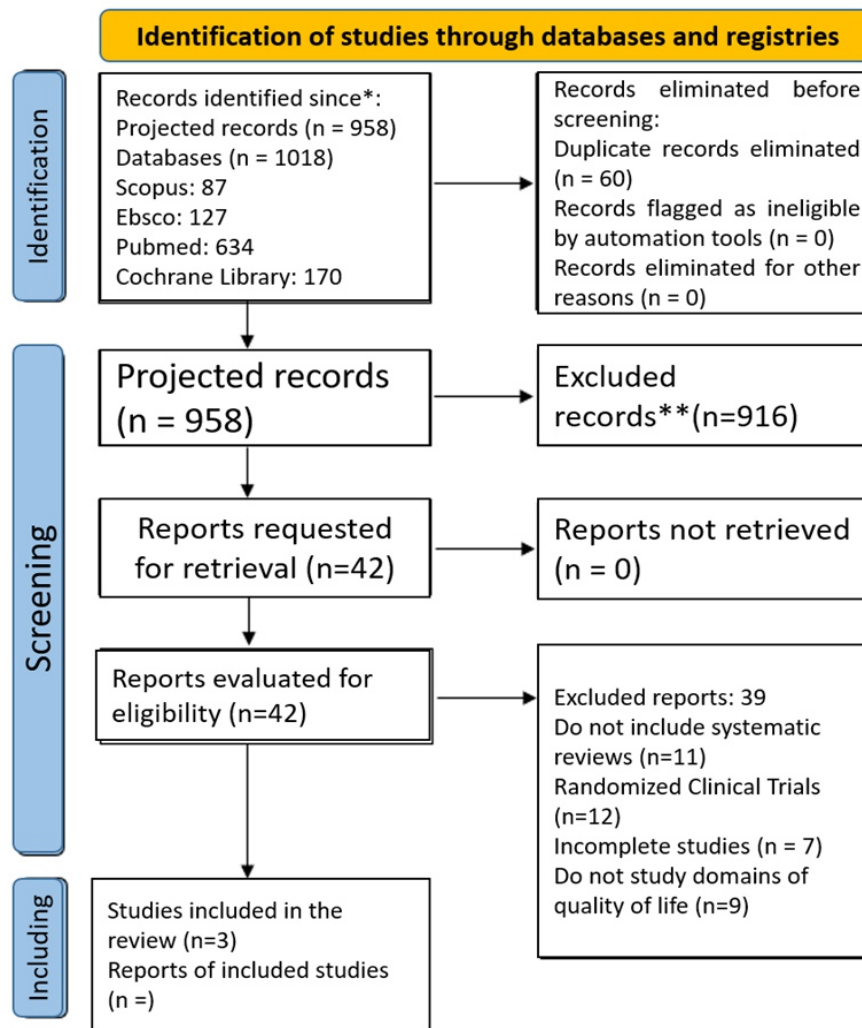 Identification of studies through databases and registries
Identification
Records identified since*:
Projected records (n = 958)
Databases (n = 1018)
Scopus: 87
Ebsco: 127
Pubmed: 634
Cochrane Library: 170
Records eliminated before
screening:
Duplicate records eliminated
(n = 60)
Records flagged as ineligible
by automation tools (n = 0)
Records eliminated for other
reasons (n = 0)
Screening
Projected records
(n = 958)
Excluded
records**(n=916)
Reports requested
for retrieval (n=42)
Reports not retrieved
(n = 0)
Reports evaluated for
eligibility (n=42)
Excluded reports: 39
Do not include systematic
reviews (n=11)
Randomized Clinical Trials
(n=12)
Incomplete studies (n = 7)
Do not study domains of
quality of life (n=9)
Including
Studies included in the
review (n=3)
Reports of included studies
(n =)